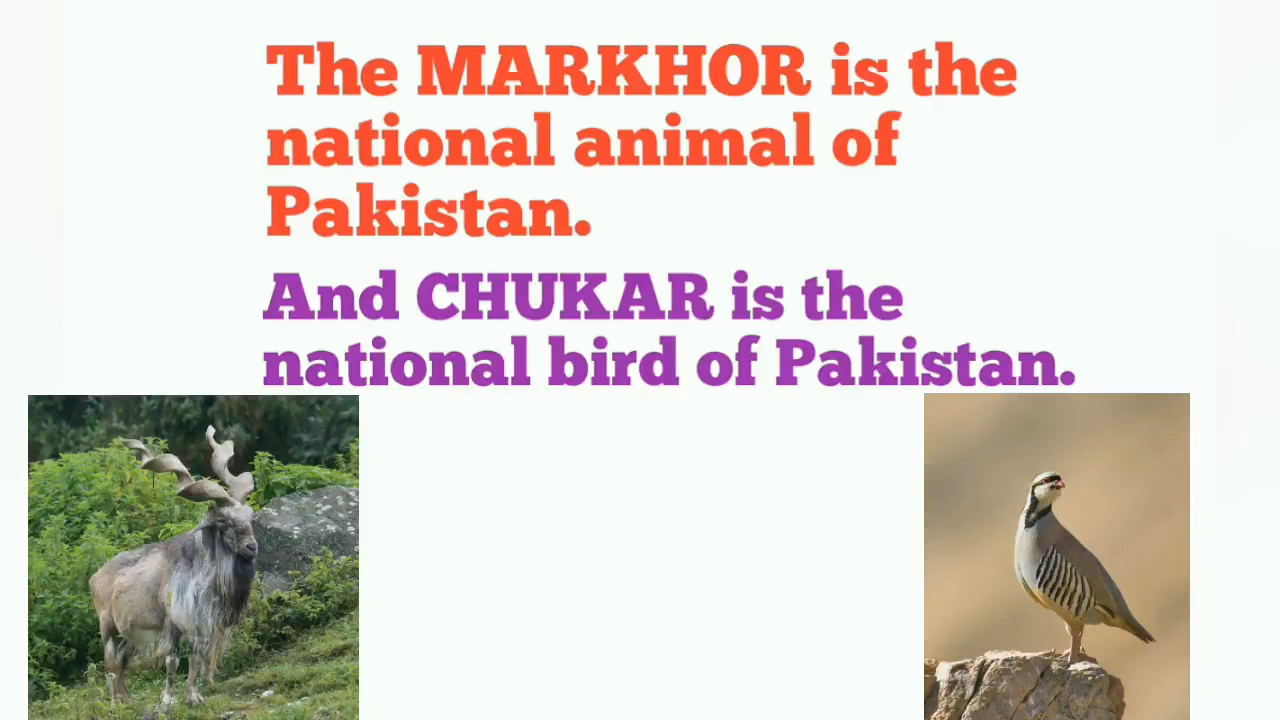 The MARKHOR is the
national animal of
Pakistan.
And CHUKAR is the
national bird of Pakistan.